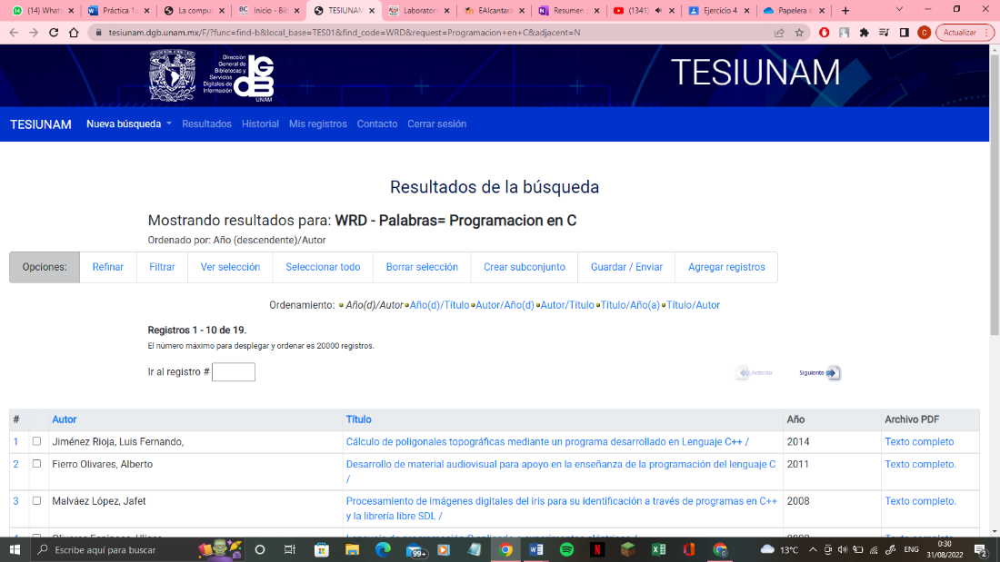 (14) Whats
Práctica 1.
La comput
Inicio - Bib
TESIUNAM
Laborator
EAlcantara
Resumen
(1341)
Ejercicio 4
Papelera d
tesiunam.dgb.unam.mx/F/?func=find-b&local_base=TES01&find_code=WRD&request=Programacion+en+C&adjacent=N
C
Actualizar
Dirección
General de
Bibliotecas y
Servicios
Digitales de
Información
UNAM
TESIUNAM
TESIUNAM Nueva búsqueda Resultados Historial Mis registros Contacto Cerrar sesión
Resultados de la búsqueda
Mostrando resultados para: WRD - Palabras= Programacion en C
Ordenado por: Año (descendente)/Autor
Opciones: Refinar Filtrar Ver selección Seleccionar todo Borrar selección Crear subconjunto Guardar / Enviar Agregar registros
Ordenamiento: Año(d)/Autor Año(d)/Título Autor/Año(d) Autor/Título Título/Año(a) Título/Autor
Registros 1 - 10 de 19.
El número máximo para desplegar y ordenar es 20000 registros.
Ir al registro #
Anterior Siguiente
# Autor Título Año Archivo PDF
1 Jiménez Rioja, Luis Fernando, Cálculo de poligonales topográficas mediante un programa desarrollado en Lenguaje C++ / 2014 Texto completo
2 Fierro Olivares, Alberto Desarrollo de material audiovisual para apoyo en la enseñanza de la programación del lenguaje C 2011 Texto completo.
/
3 Malváez López, Jafet Procesamiento de imágenes digitales del iris para su identificación a través de programas en C++ 2008 Texto completo.
y la librería libre SDL /
Escribe aquí para buscar
99+
13°C
ENG
0:30
31/08/2022
2